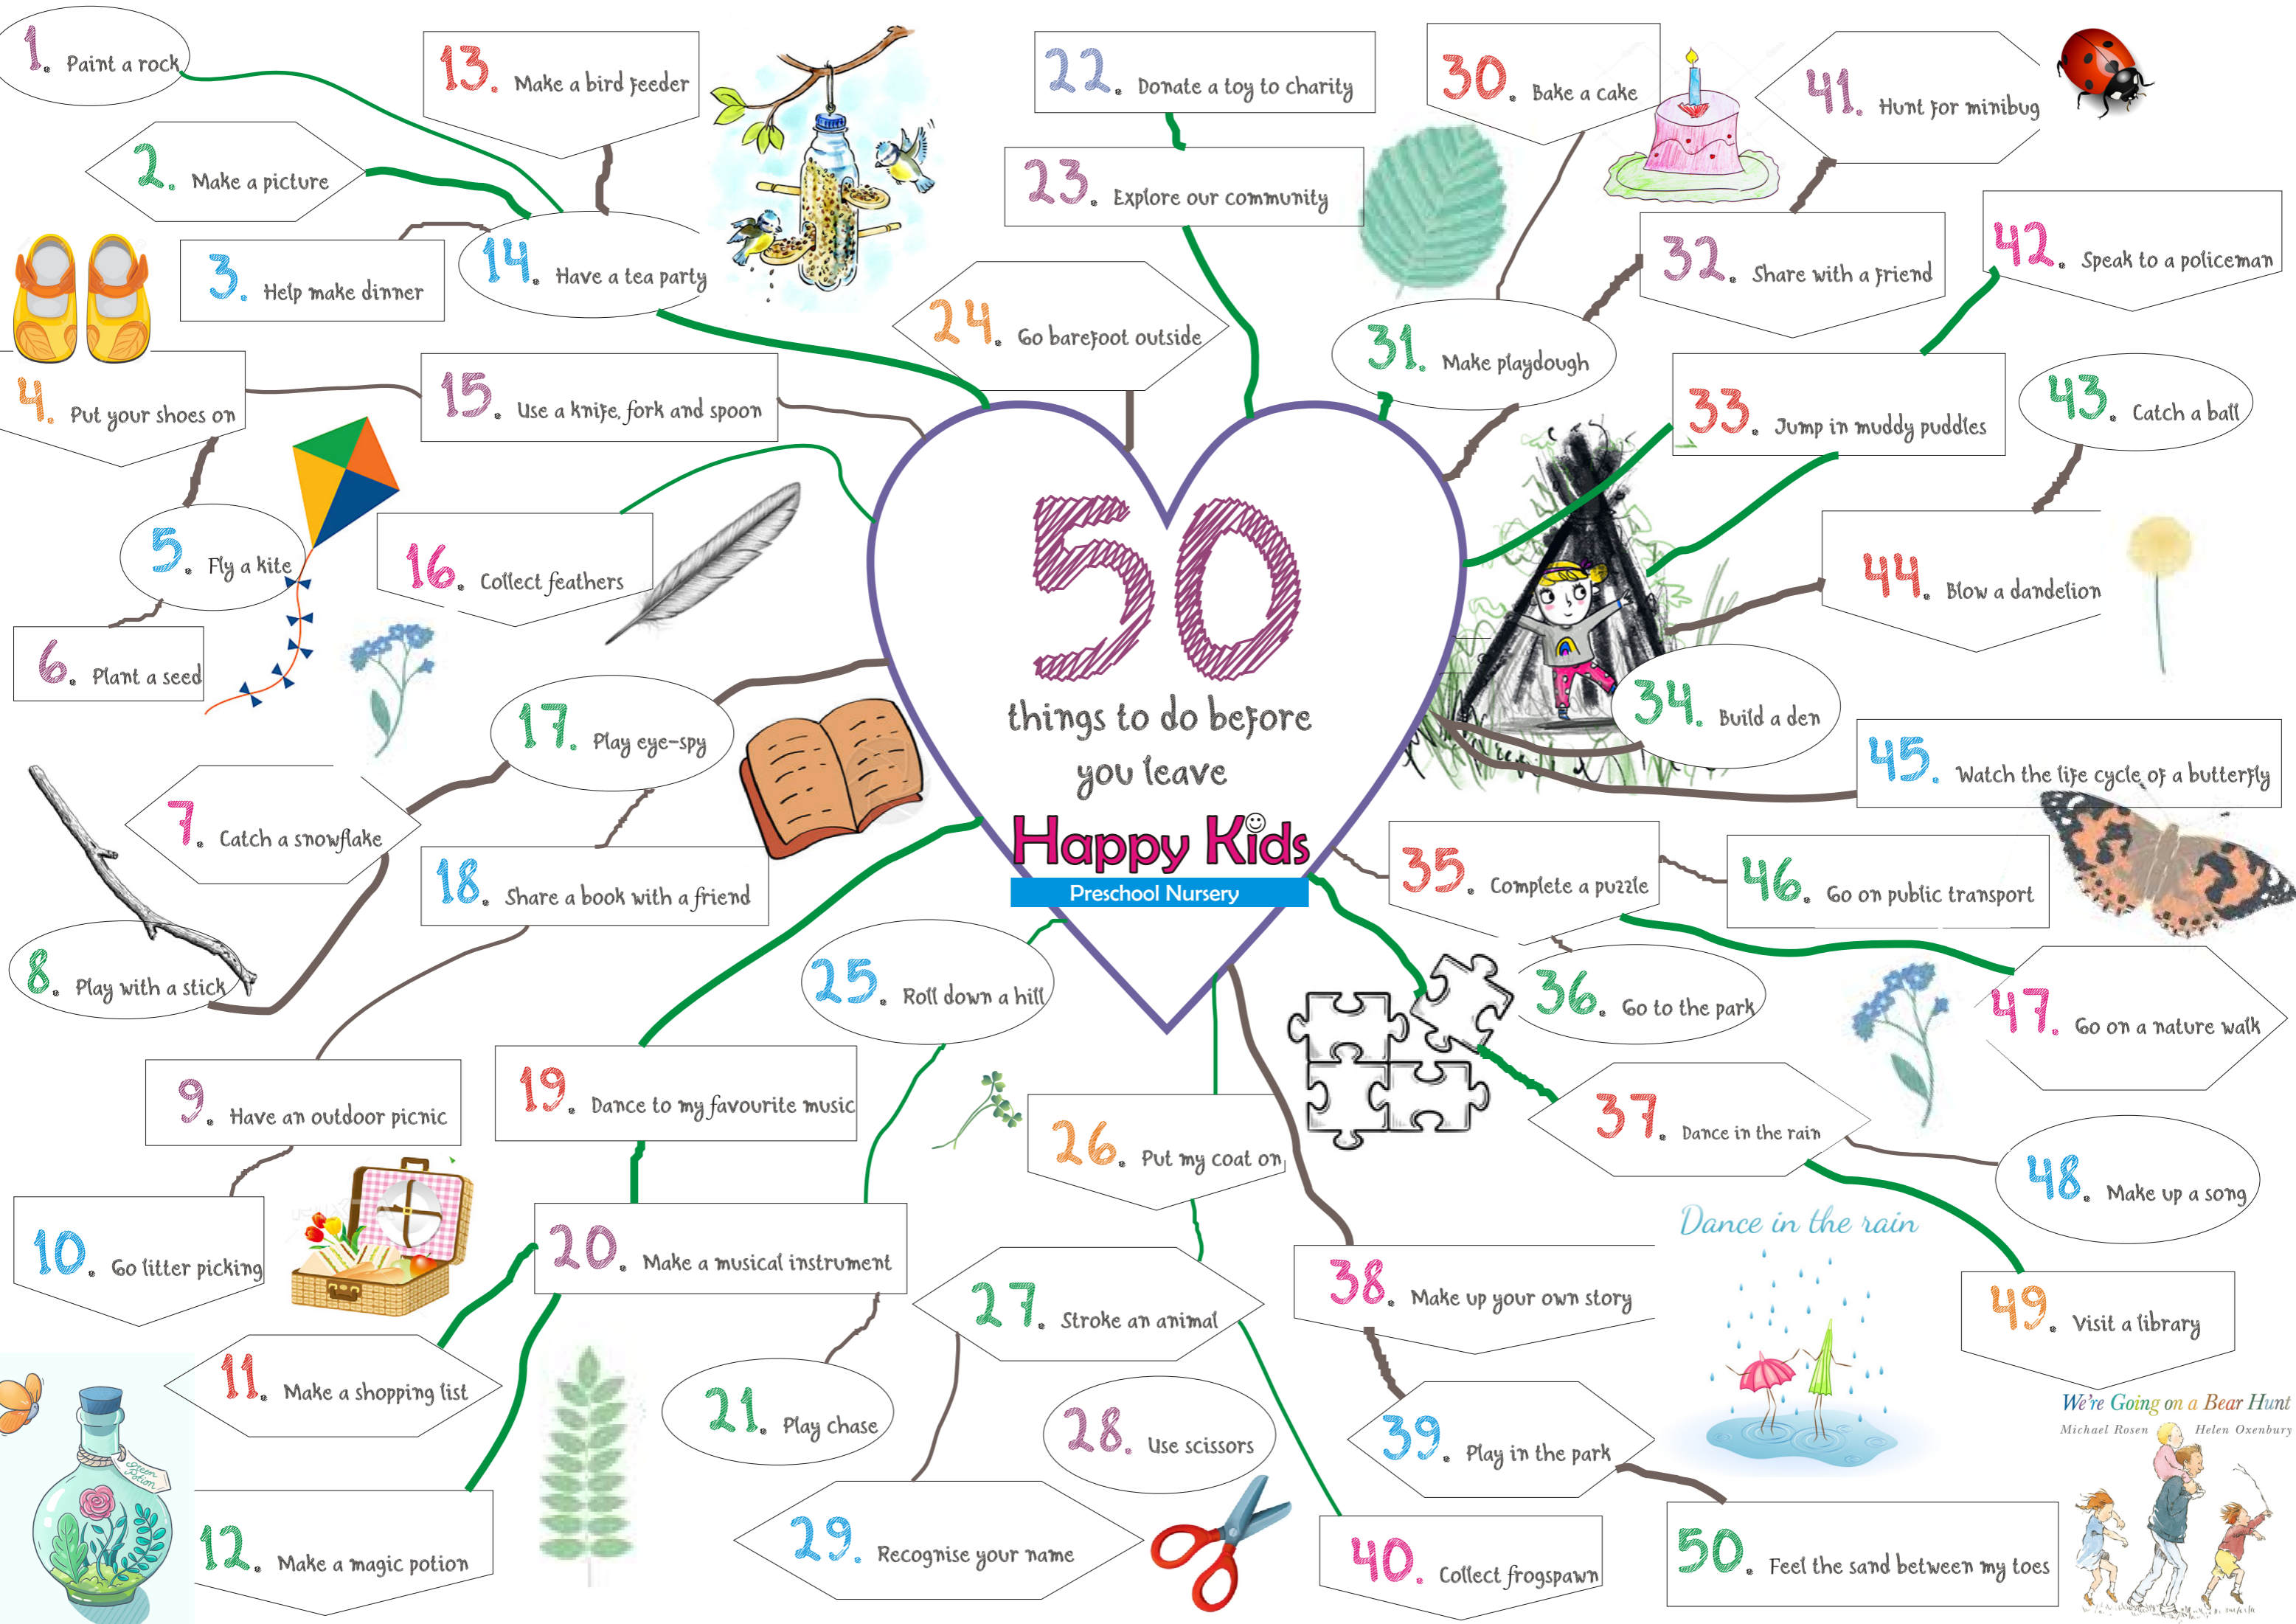 1. Paint a rock
2. Make a picture
3. Help make dinner
4. Put your shoes on
5. Fly a kite
6. Plant a seed
7. Catch a snowflake
8. Play with a stick
9. Have an outdoor picnic
10. Go litter picking
11. Make a shopping list
12. Make a magic potion
Green
Potion
13. Make a bird feeder
14. Have a tea party
15. Use a knife, fork and spoon
16. Collect feathers
17. Play eye-spy
18. Share a book with a friend
19. Dance to my favourite music
20. Make a musical instrument
21. Play chase
22. Donate a toy to charity
23. Explore our community
24. Go barefoot outside
50
things to do before
you leave
Happy Kids
Preschool Nursery
25. Roll down a hill
26. Put my coat on
27. Stroke an animal
28. Use scissors
29. Recognise your name
30. Bake a cake
31. Make playdough
32. Share with a friend
33. Jump in muddy puddles
34. Build a den
35. Complete a puzzle
36. Go to the park
37. Dance in the rain
38. Make up your own story
39. Play in the park
40. Collect frogspawn
41. Hunt for minibug
42. Speak to a policeman
43. Catch a ball
44. Blow a dandelion
45. Watch the life cycle of a butterfly
46. Go on public transport
47. Go on a nature walk
48. Make up a song
49. Visit a library
50. Feel the sand between my toes
Dance in the rain
We're Going on a Bear Hunt
Michael Rosen Helen Oxenbury